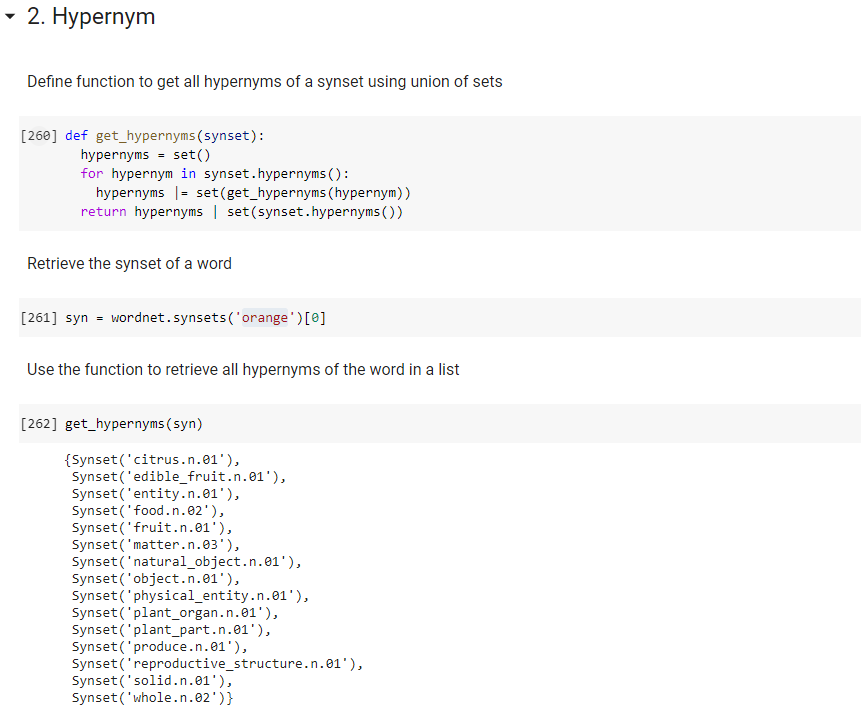 2. Hypernym
Define function to get all hypernyms of a synset using union of sets
[260] def get_hypernyms(synset):
  hypernyms = set()
  for hypernym in synset.hypernyms():
    hypernyms |= set(get_hypernyms(hypernym))
  return hypernyms | set(synset.hypernyms())
Retrieve the synset of a word
[261] syn = wordnet.synsets('orange')[0]
Use the function to retrieve all hypernyms of the word in a list
[262] get_hypernyms(syn)
{Synset('citrus.n.01'),
 Synset('edible_fruit.n.01'),
 Synset('entity.n.01'),
 Synset('food.n.02'),
 Synset('fruit.n.01'),
 Synset('matter.n.03'),
 Synset('natural_object.n.01'),
 Synset('object.n.01'),
 Synset('physical_entity.n.01'),
 Synset('plant_organ.n.01'),
 Synset('plant_part.n.01'),
 Synset('produce.n.01'),
 Synset('reproductive_structure.n.01'),
 Synset('solid.n.01'),
 Synset('whole.n.02')}